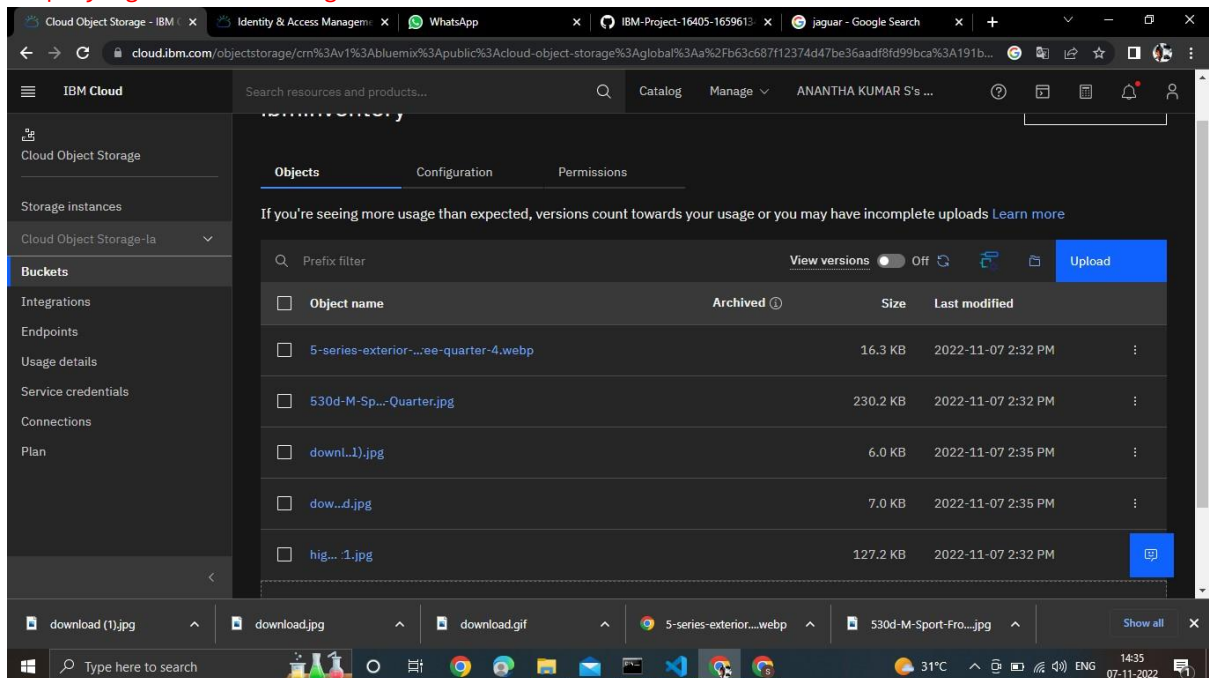 Cloud Object Storage - IBM C
Identity & Access Manageme
WhatsApp
IBM-Project-16405-1659613
jaguar - Google Search
cloud.ibm.com/objectstorage/crn%3Av1%3Abluemix%3Apublic%3Acloud-object-storage%3Aglobal%3Aa%2Fb63c687f12374d47be36aadf8fd99bca%3A191b...
IBM Cloud
Search resources and products...
Catalog
Manage
ANANTHA KUMAR S's ...
Cloud Object Storage
Storage instances
Cloud Object Storage-la
Buckets
Integrations
Endpoints
Usage details
Service credentials
Connections
Plan
Objects Configuration Permissions
If you're seeing more usage than expected, versions count towards your usage or you may have incomplete uploads Learn more
Prefix filter
View versions Off
Upload
Object name Archived Size Last modified
5-series-exterior-...ee-quarter-4.webp 16.3 KB 2022-11-07 2:32 PM
530d-M-Sp...-Quarter.jpg 230.2 KB 2022-11-07 2:32 PM
downl..1).jpg 6.0 KB 2022-11-07 2:35 PM
dow...d.jpg 7.0 KB 2022-11-07 2:35 PM
hig... :1.jpg 127.2 KB 2022-11-07 2:32 PM
download (1).jpg
download.jpg
download.gif
5-series-exterior....webp
530d-M-Sport-Fro....jpg
Show all
Type here to search
31°C
ENG
14:35
07-11-2022